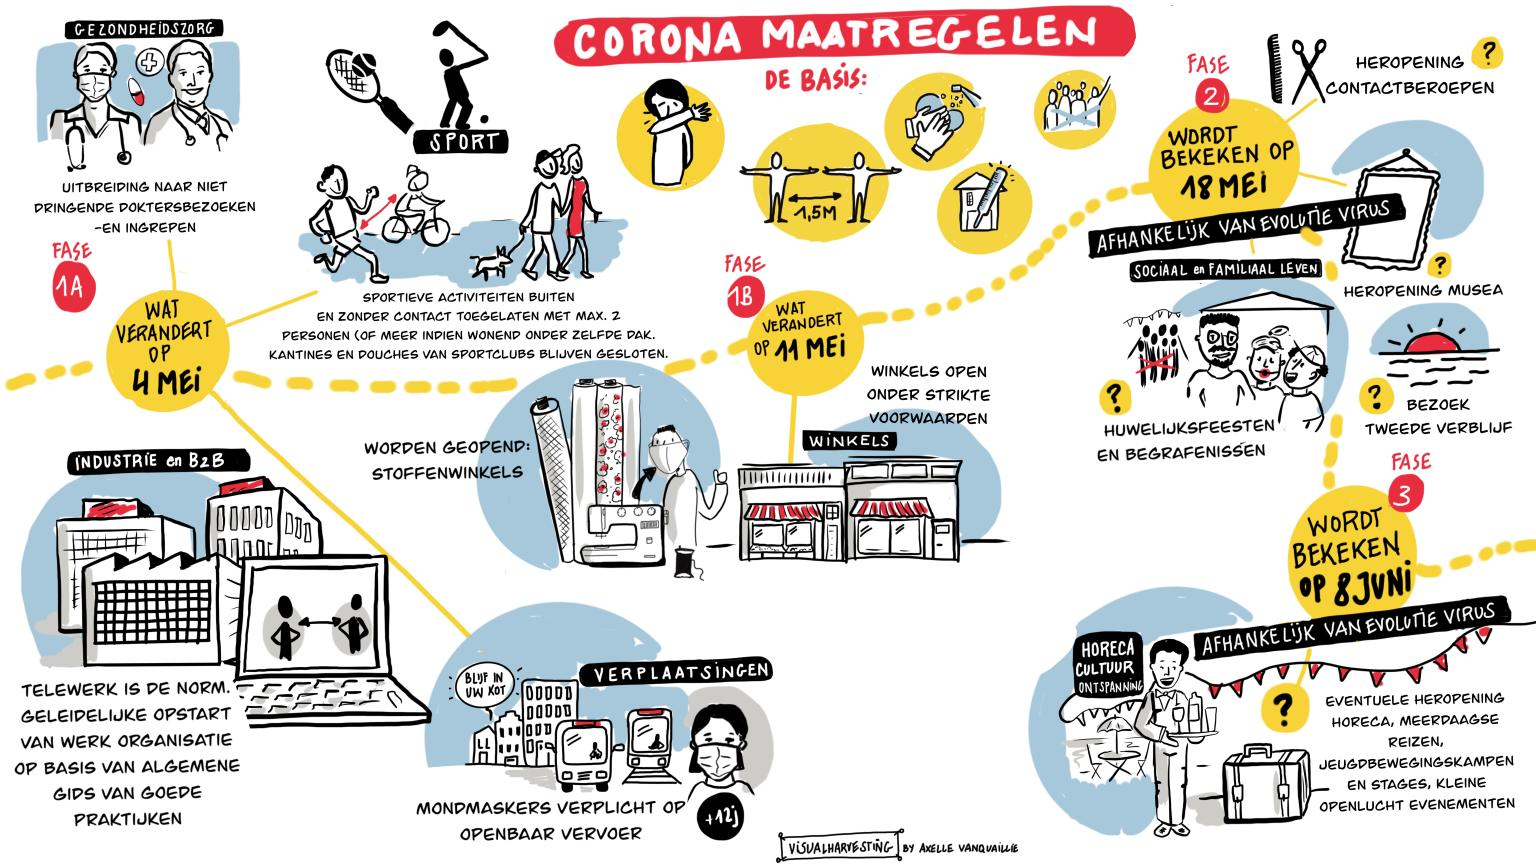 CORONA MAATREGELEN
DE BASIS:
1,5M
GEZONDHEIDSZORG
UITBREIDING NAAR NIET
DRINGENDE DOKTERSBEZOEKEN
-EN INGREPEN
SPORT
SPORTIEVE ACTIVITEITEN BUITEN
EN ZONDER CONTACT TOEGELATEN MET MAX. 2
PERSONEN (OF MEER INDIEN WONEND ONDER ZELFDE DAK.
KANTINES EN DOUCHES VAN SPORTCLUBS BLIJVEN GESLOTEN.
FASE
1A
WAT
VERANDERT
OP
4 MEI
INDUSTRIE en B2B
TELEWERK IS DE NORM.
GELEIDELIJKE OPSTART
VAN WERK ORGANISATIE
OP BASIS VAN ALGEMENE
GIDS VAN GOEDE
PRAKTIJKEN
WORDEN GEOPEND:
STOFFENWINKELS
VERPLAATSINGEN
BLIJF IN
UW KOT
MONDMASKERS VERPLICHT OP
OPENBAAR VERVOER
+12j
FASE
1B
WAT
VERANDERT
OP 11 MEI
WINKELS OPEN
ONDER STRIKTE
VOORWAARDEN
WINKELS
FASE
2
WORDT
BEKEKEN OP
18 MEI
AFHANKELIJK VAN EVOLUTIE VIRUS
HEROPENING ?
CONTACTBEROEPEN
?
HEROPENING MUSEA
SOCIAAL en FAMILIAAL LEVEN
?
HUWELIJKSFEESTEN
EN BEGRAFENISSEN
?
BEZOEK
TWEEDE VERBLIJF
FASE
3
WORDT
BEKEKEN
OP 8 JUNI
AFHANKELIJK VAN EVOLUTIE VIRUS
HORECA
CULTUUR
ONTSPANNING
?
EVENTUELE HEROPENING
HORECA, MEERDAAGSE
REIZEN,
JEUGDBEWEGINGSKAMPEN
EN STAGES, KLEINE
OPENLUCHT EVENEMENTEN
VISUALHARVESTING BY AXELLE VANQUAILLIE